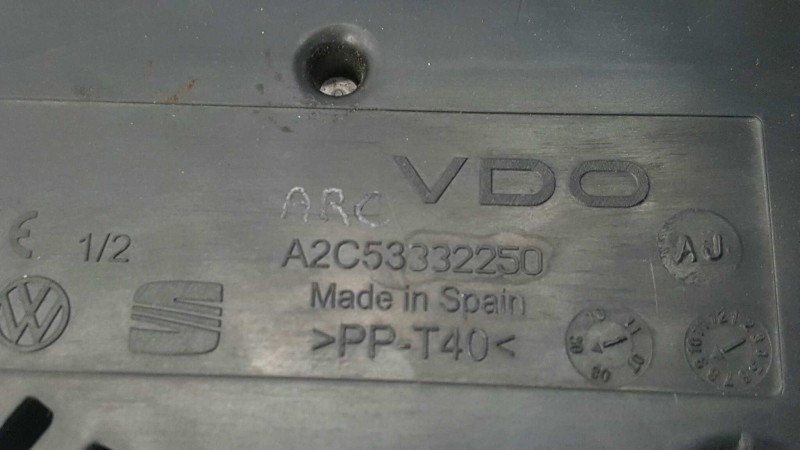 VDO
ARC
Є 1/2
A2C53332250
AJ
Made in Spain
>PP-T40<